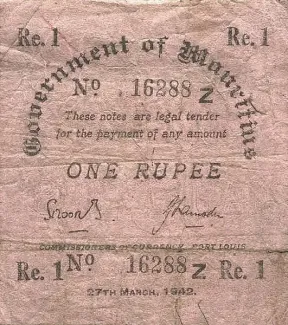 Re. 1 Re. 1
Government of Mauritius
No 16288 Z
These notes are legal tender
for the payment of any amount
ONE RUPEE
COMMISSIONERS OF CURRENCY, PORT LOUIS
Re. 1 No 16288 Z Re. 1
27TH MARCH, 1942.